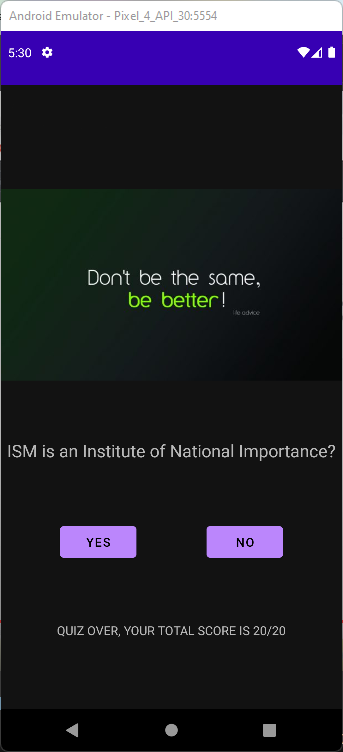 Android Emulator - Pixel_4_API_30:5554
5:30
Don't be the same,
be better!
life advice
ISM is an Institute of National Importance?
YES
NO
QUIZ OVER, YOUR TOTAL SCORE IS 20/20